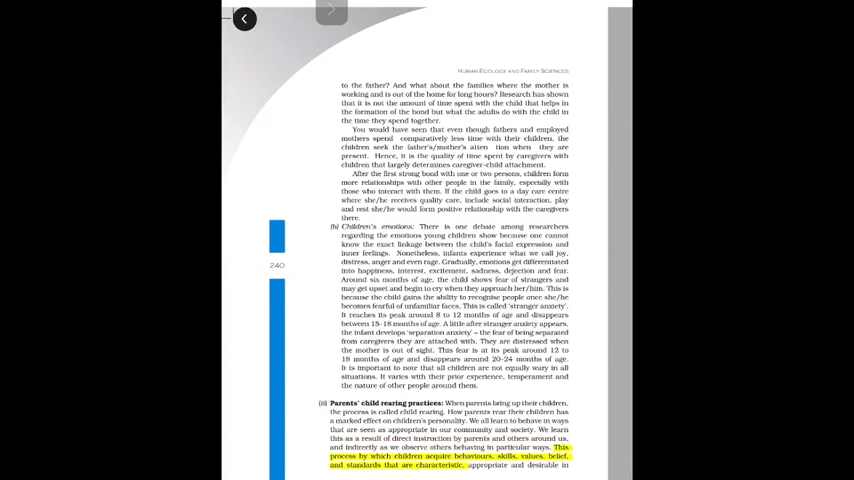 HUMAN ECOLOGY AND FAMILY SCIENCES
to the father? And what about the families where the mother is
working and is out of the home for long hours? Research has shown
that it is not the amount of time spent with the child that helps in
the formation of the bond but what the adults do with the child in
the time they spend together.
You would have seen that even though fathers and employed
mothers spend comparatively less time with their children, the
children seek the father's/mother's atten tion when they are
present. Hence, it is the quality of time spent by caregivers with
children that largely determines caregiver-child attachment.
After the first strong bond with one or two persons, children form
more relationships with other people in the family, especially with
those who interact with them. If the child goes to a day care centre
where she/he receives quality care, include social interaction, play
and rest she/he would form positive relationship with the caregivers
there.
(b) Children's emotions: There is one debate among researchers
regarding the emotions young children show because one cannot
know the exact linkage between the child's facial expression and
inner feelings. Nonetheless, infants experience what we call joy,
distress, anger and even rage. Gradually, emotions get differentiated
into happiness, interest, excitement, sadness, dejection and fear.
240
Around six months of age, the child shows fear of strangers and
may get upset and begin to cry when they approach her/him. This is
because the child gains the ability to recognise people once she/he
becomes fearful of unfamiliar faces. This is called 'stranger anxiety'.
It reaches its peak around 8 to 12 months of age and disappears
between 15-18 months of age. A little after stranger anxiety appears,
the infant develops 'separation anxiety' – the fear of being separated
from caregivers they are attached with. They are distressed when
the mother is out of sight. This fear is at its peak around 12 to
18 months of age and disappears around 20-24 months of age.
It is important to note that all children are not equally wary in all
situations. It varies with their prior experience, temperament and
the nature of other people around them.
(ii) Parents' child rearing practices: When parents bring up their children,
the process is called child rearing. How parents rear their children has
a marked effect on children's personality. We all learn to behave in ways
that are seen as appropriate in our community and society. We learn
this as a result of direct instruction by parents and others around us,
and indirectly as we observe others behaving in particular ways. This
process by which children acquire behaviours, skills, values, belief,
and standards that are characteristic, appropriate and desirable in